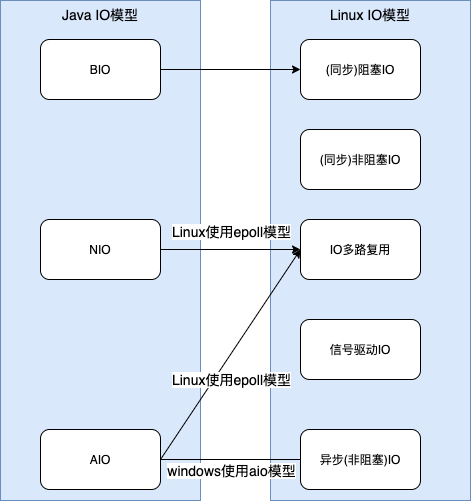 Java IO模型
Linux IO模型
BIO
(同步)阻塞IO
(同步)非阻塞IO
Linux使用epoll模型
NIO
IO多路复用
信号驱动IO
Linux使用epoll模型
AIO
异步(非阻塞)IO
windows使用aio模型